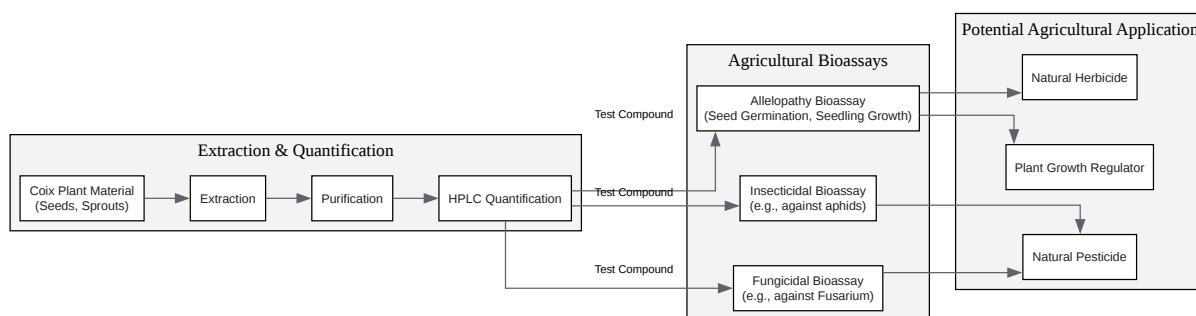 Extraction & Quantification
Coix Plant Material
(Seeds, Sprouts)
Extraction
Purification
HPLC Quantification
Test Compound
Test Compound
Test Compound
Agricultural Bioassays
Allelopathy Bioassay
(Seed Germination, Seedling Growth)
Insecticidal Bioassay
(e.g., against aphids)
Fungicidal Bioassay
(e.g., against Fusarium)
Potential Agricultural Application
Natural Herbicide
Plant Growth Regulator
Natural Pesticide